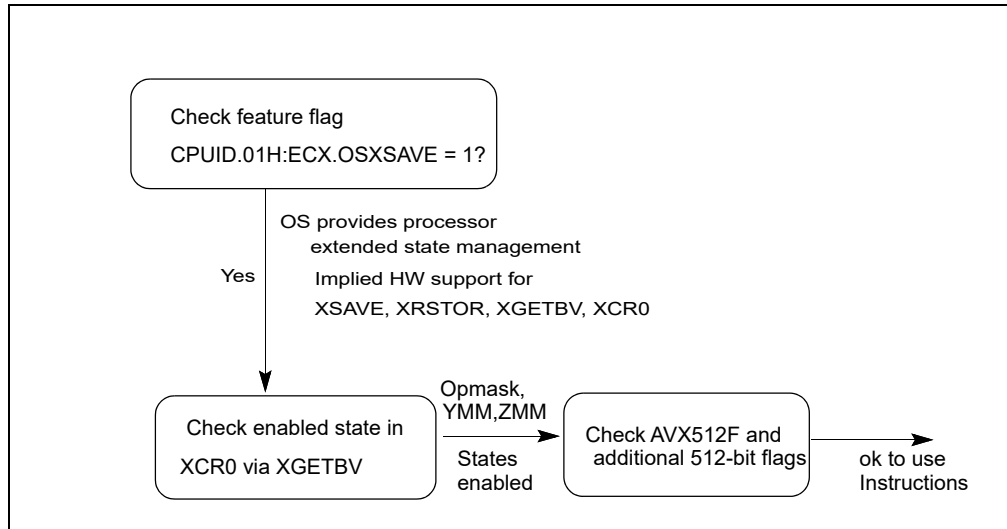 Check feature flag
CPUID.01H:ECX.OSXSAVE = 1?
OS provides processor
extended state management
Yes
Implied HW support for
XSAVE, XRSTOR, XGETBV, XCR0
Check enabled state in
XCR0 via XGETBV
Opmask,
YMM,ZMM
States
enabled
Check AVX512F and
additional 512-bit flags
ok to use
Instructions